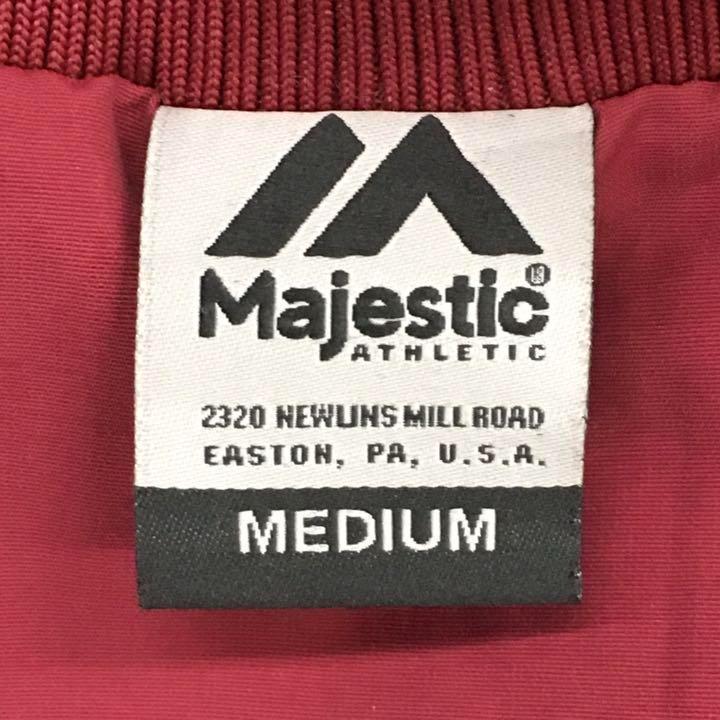 Majestic®
ATHLETIC
2320 NEWLINS MILL ROAD
EASTON, PA, U.S.A.
MEDIUM